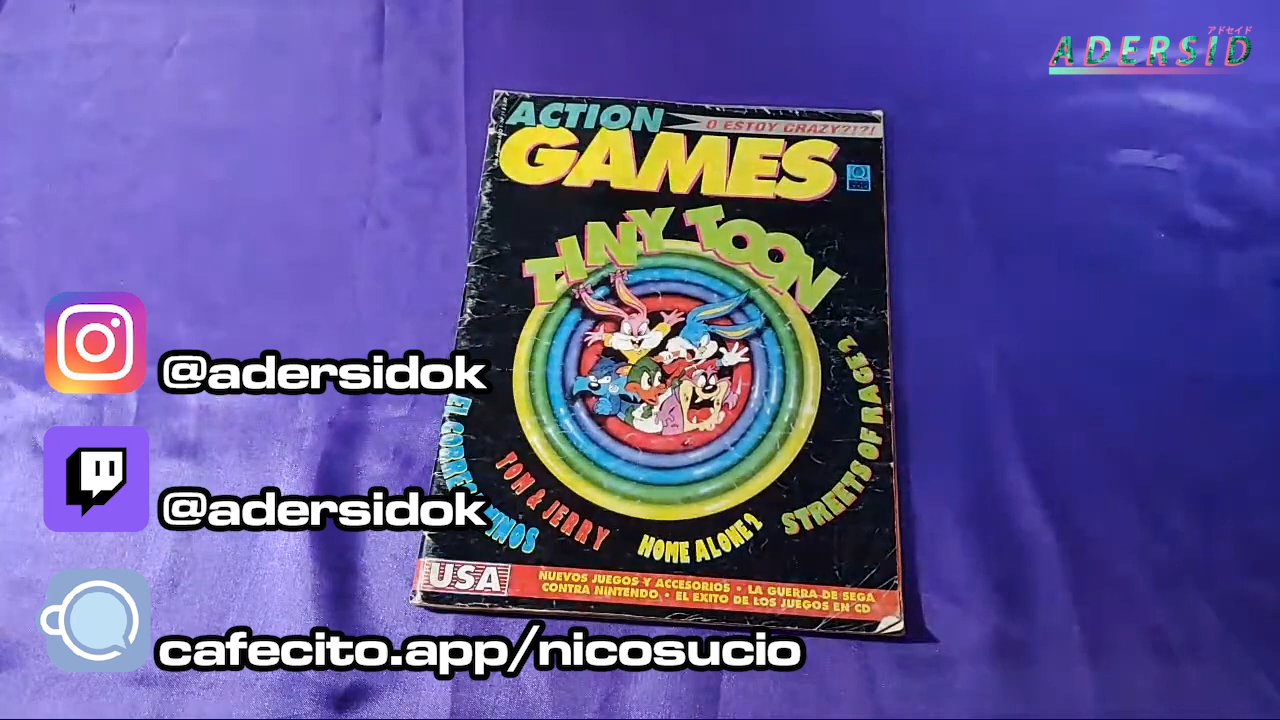 アドセイド
ADERSID
ACTION
O ESTOY CRAZY?!?!
GAMES
TINY TOON
TOM & JERRY
HOME ALONE 2
STREETS OF RAGE 2
USA
NUEVOS JUEGOS Y ACCESORIOS • LA GUERRA DE SEGA
CONTRA NINTENDO • EL EXITO DE LOS JUEGOS EN CD
@adersidok
@adersidok
cafecito.app/nicosucio